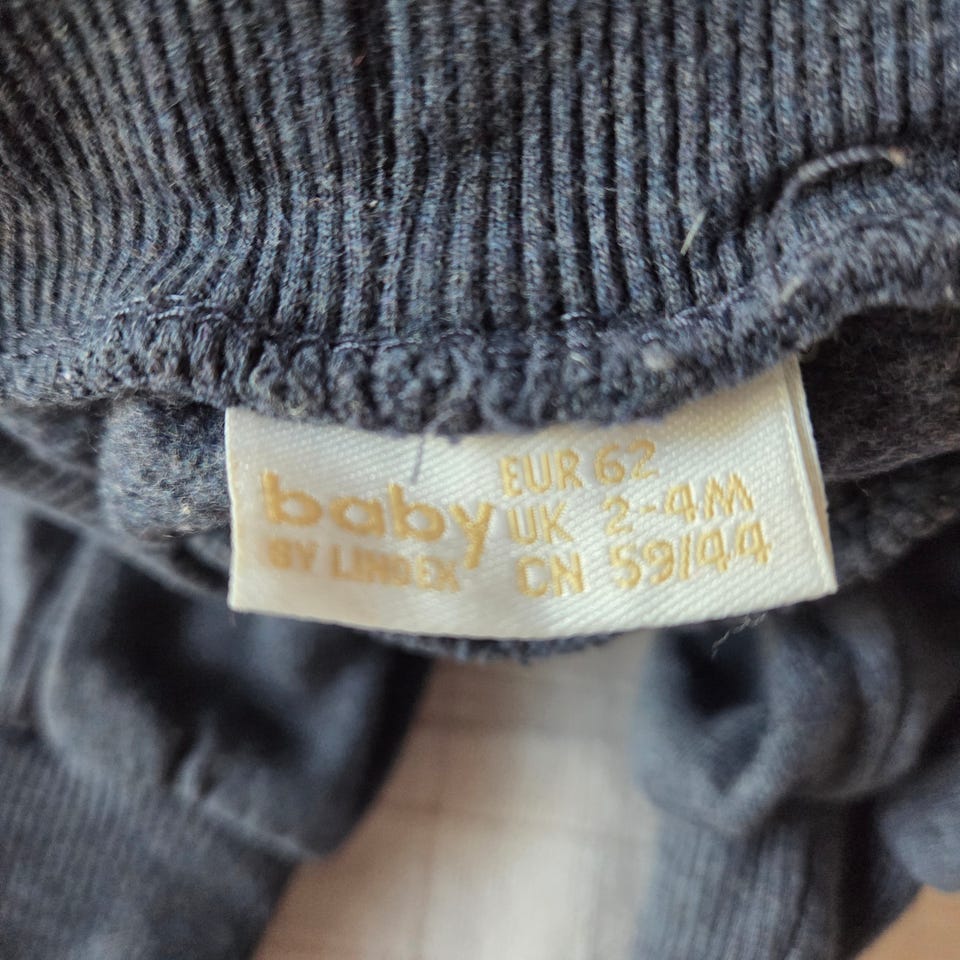 baby
BY LINDEX
EUR 62
UK 2-4M
CN 59/44